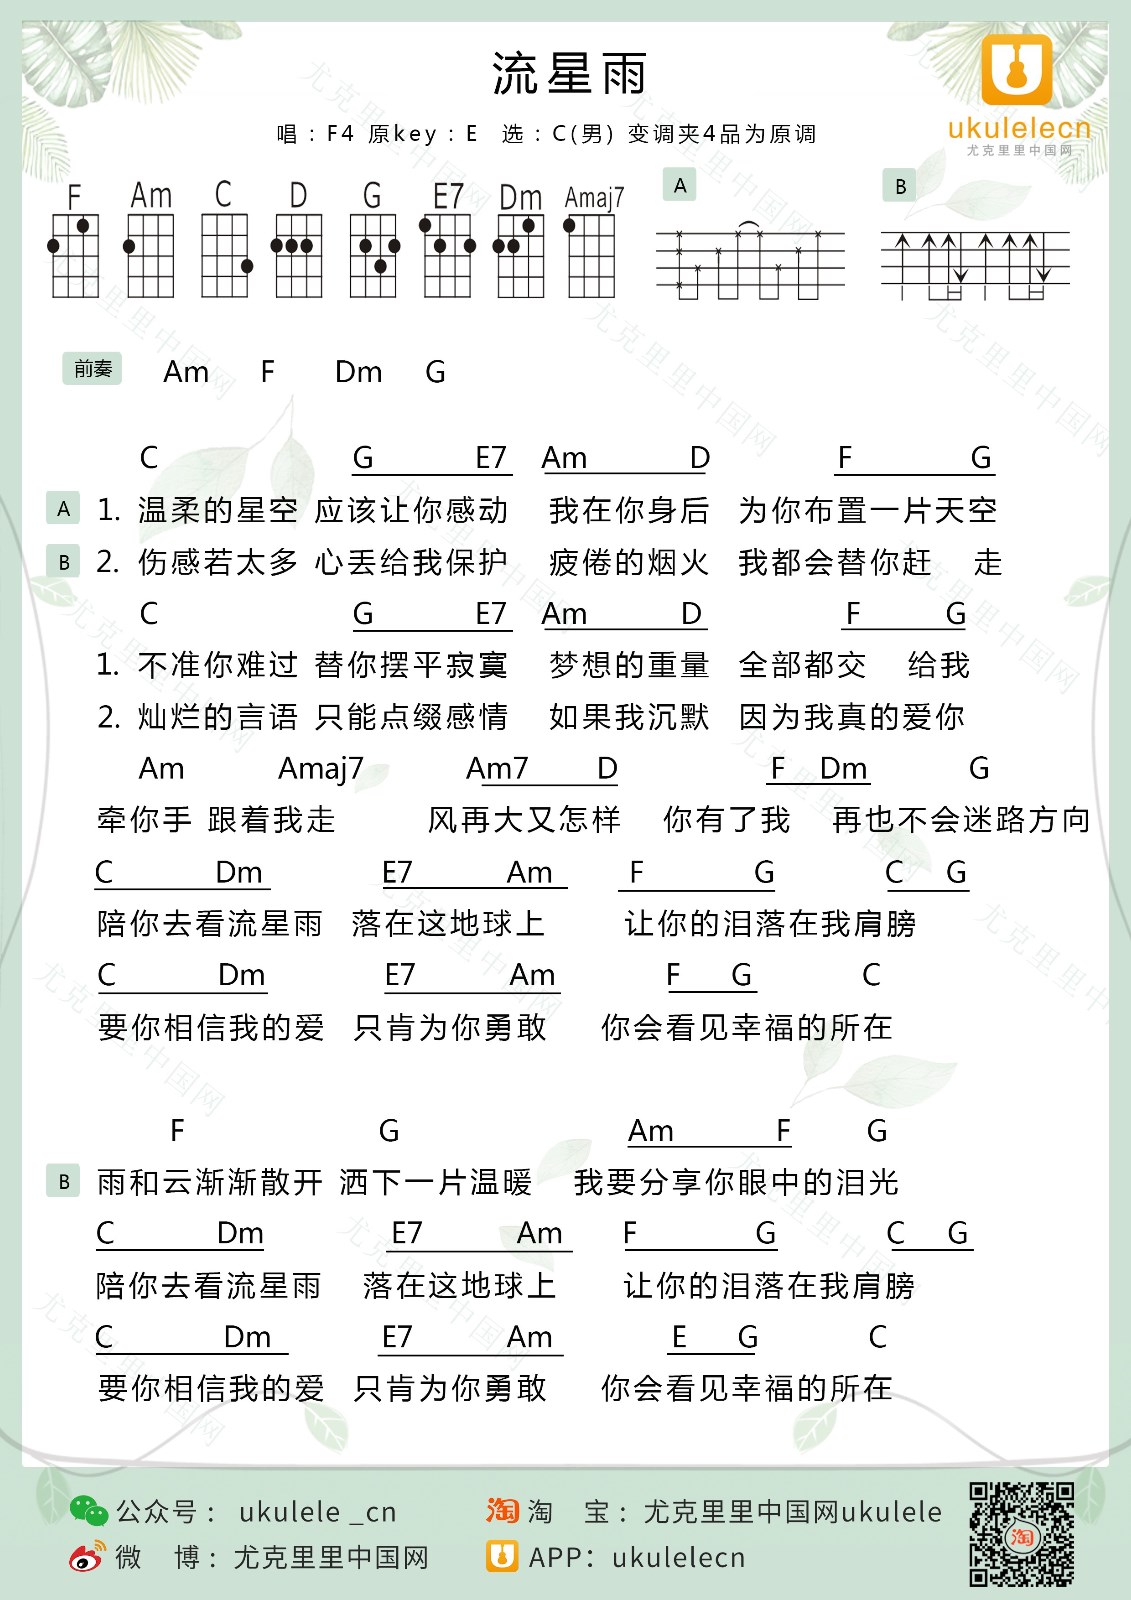 流星雨
唱：F4 原key：E 选：C(男) 变调夹4品为原调
ukulelecn
尤克里里中国网
F Am C D G E7 Dm Amaj7 A B
前奏 Am F Dm G
C G E7 Am D F G
A 1. 温柔的星空 应该让你感动 我在你身后 为你布置一片天空
B 2. 伤感若太多 心丢给我保护 疲倦的烟火 我都会替你赶 走
C G E7 Am D F G
1. 不准你难过 替你摆平寂寞 梦想的重量 全部都交 给我
2. 灿烂的言语 只能点缀感情 如果我沉默 因为我真的爱你
Am Amaj7 Am7 D F Dm G
牵你手 跟着我走 风再大又怎样 你有了我 再也不会迷路方向
C Dm E7 Am F G C G
陪你去看流星雨 落在这地球上 让你的泪落在我肩膀
C Dm E7 Am F G C
要你相信我的爱 只肯为你勇敢 你会看见幸福的所在
F G Am F G
B 雨和云渐渐散开 洒下一片温暖 我要分享你眼中的泪光
C Dm E7 Am F G C G
陪你去看流星雨 落在这地球上 让你的泪落在我肩膀
C Dm E7 Am E G C
要你相信我的爱 只肯为你勇敢 你会看见幸福的所在
公众号：ukulele _cn 淘 淘 宝：尤克里里中国网ukulele
微 博：尤克里里中国网 APP：ukulelecn
淘